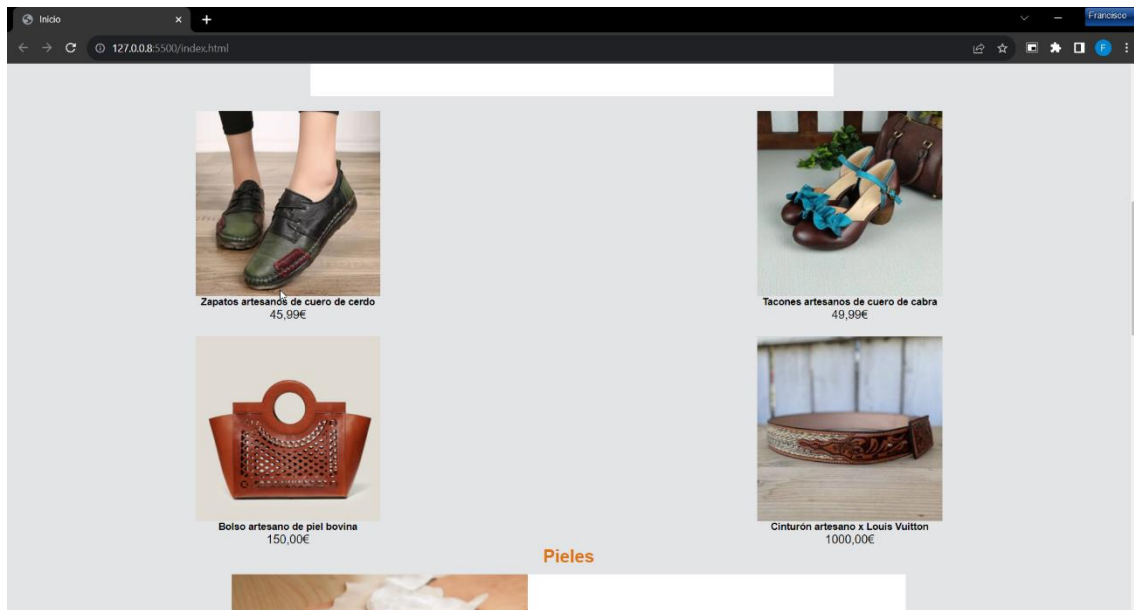 Inicio
Francisco
127.0.0.8:5500/index.html
F
Zapatos artesanos de cuero de cerdo
45,99€
Tacones artesanos de cuero de cabra
49,99€
Bolso artesano de piel bovina
150,00€
Cinturón artesano x Louis Vuitton
1000,00€
Pieles